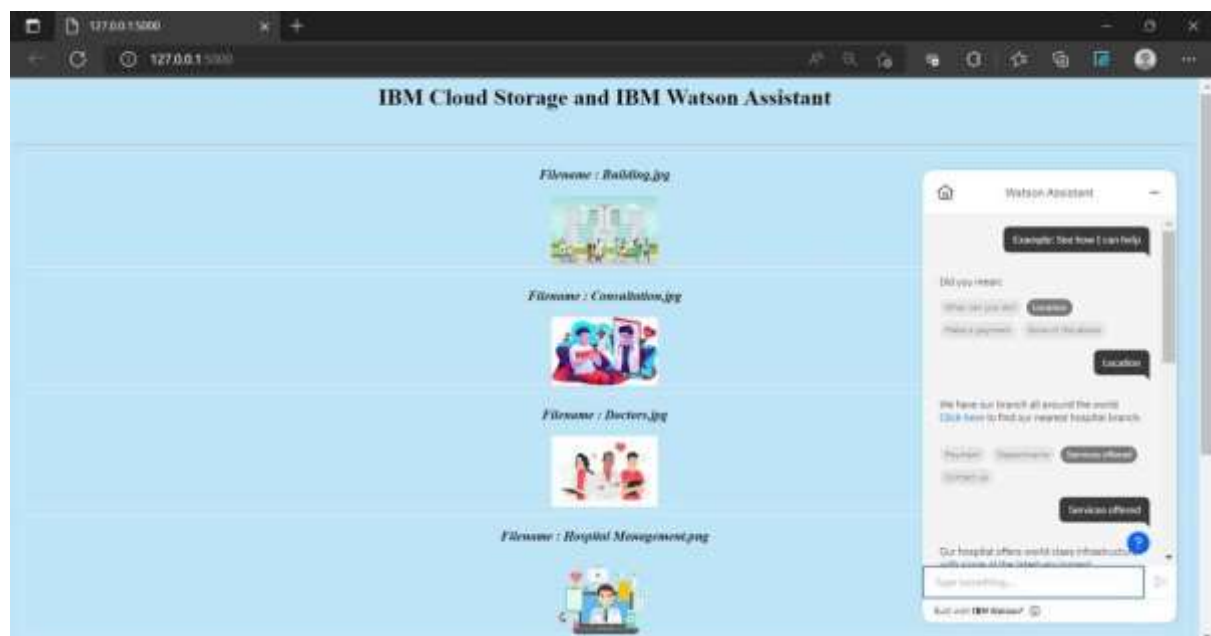 127.0.0.1:5000
127.0.0.1:5000
IBM Cloud Storage and IBM Watson Assistant
Filename : Building.jpg
Filename : Consultation.jpg
Filename : Doctors.jpg
Filename : Hospital Management.png
Watson Assistant
Example: See how I can help
Did you mean:
What can you do? Location
Make a payment None of the above
Location
We have our branch all around the world
Click here to find our nearest hospital branch
Payment Departments Services offered
Contact us
Services offered
Our hospital offers world class
Type something...
Built with IBM Watson®